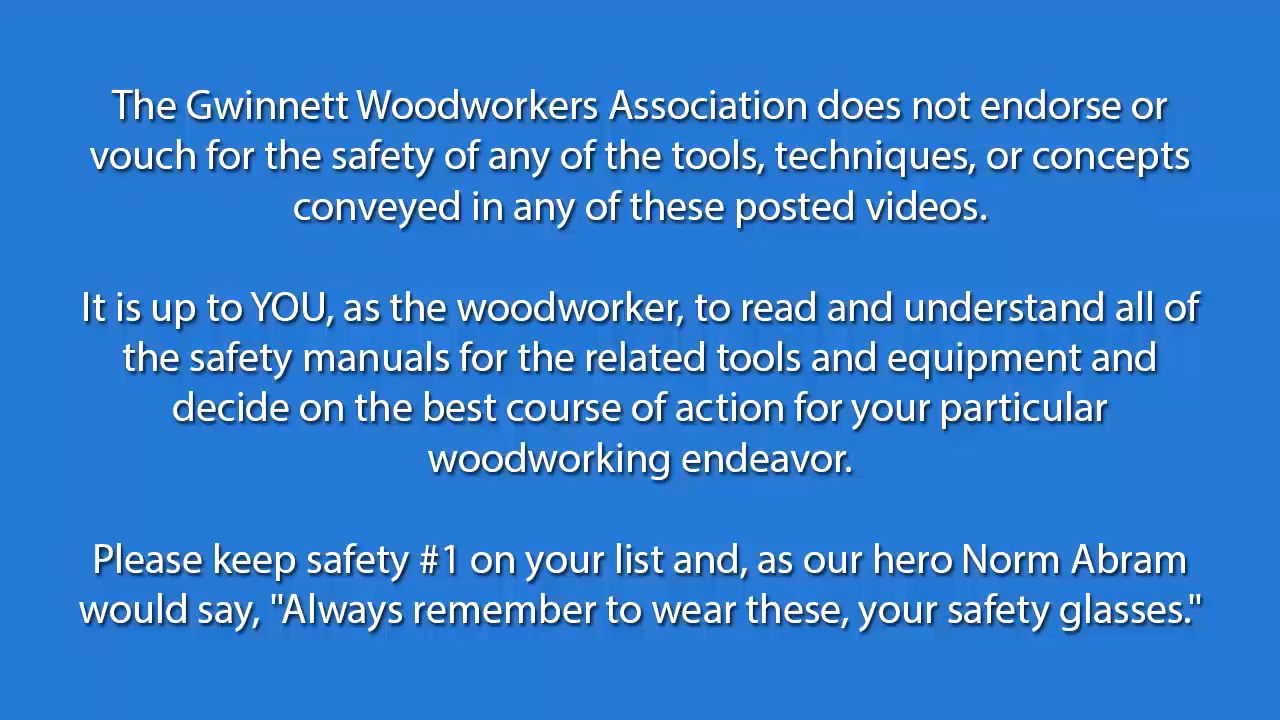 The Gwinnett Woodworkers Association does not endorse or
vouch for the safety of any of the tools, techniques, or concepts
conveyed in any of these posted videos.
It is up to YOU, as the woodworker, to read and understand all of
the safety manuals for the related tools and equipment and
decide on the best course of action for your particular
woodworking endeavor.
Please keep safety #1 on your list and, as our hero Norm Abram
would say, "Always remember to wear these, your safety glasses."